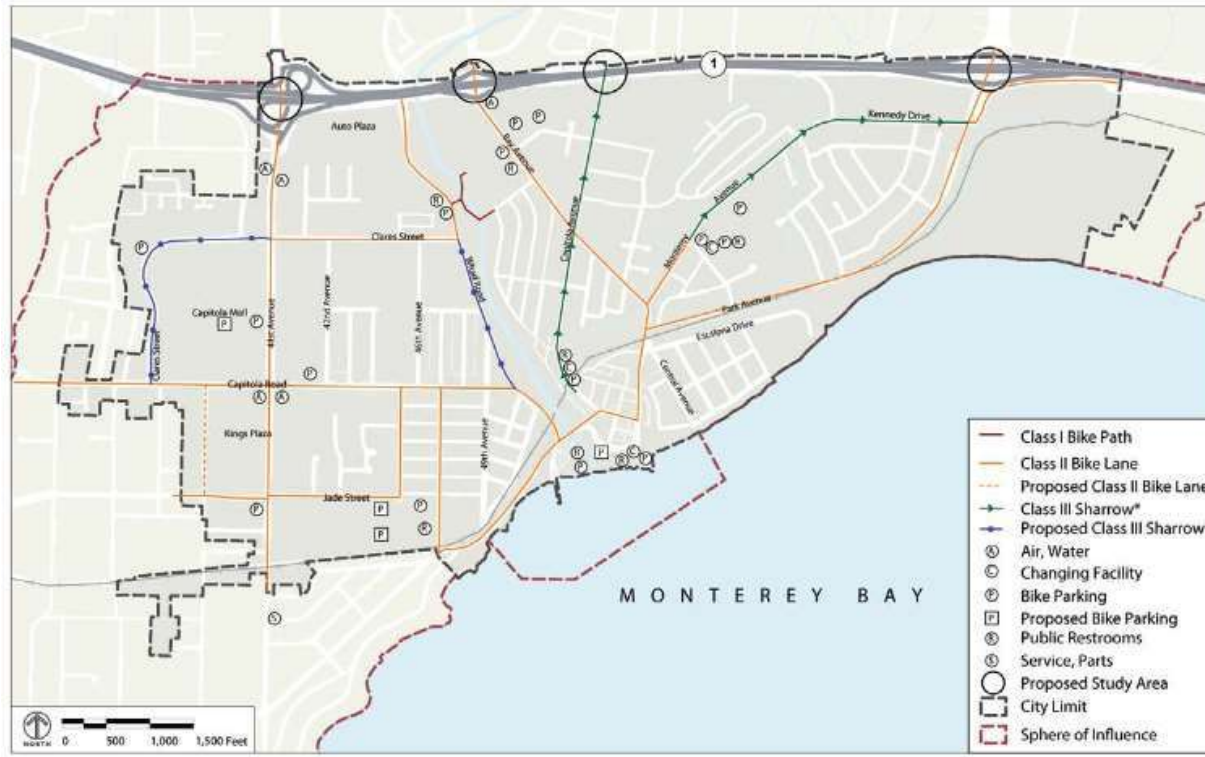 1
Auto Plaza
Kennedy Drive
Bay Avenue
Capitola Avenue
Monterey
Avenue
Clares Street
Wharf Road
41st Avenue
42nd Avenue
46th Avenue
Capitola Mall
Clares Street
Park Avenue
Escalona Drive
Central Avenue
Capitola Road
Kings Plaza
49th Avenue
Jade Street
MONTEREY BAY
Class I Bike Path
Class II Bike Lane
Proposed Class II Bike Lane
Class III Sharrow*
Proposed Class III Sharrow
A Air, Water
C Changing Facility
P Bike Parking
P Proposed Bike Parking
R Public Restrooms
S Service, Parts
Proposed Study Area
City Limit
Sphere of Influence
NORTH
0 500 1,000 1,500 Feet